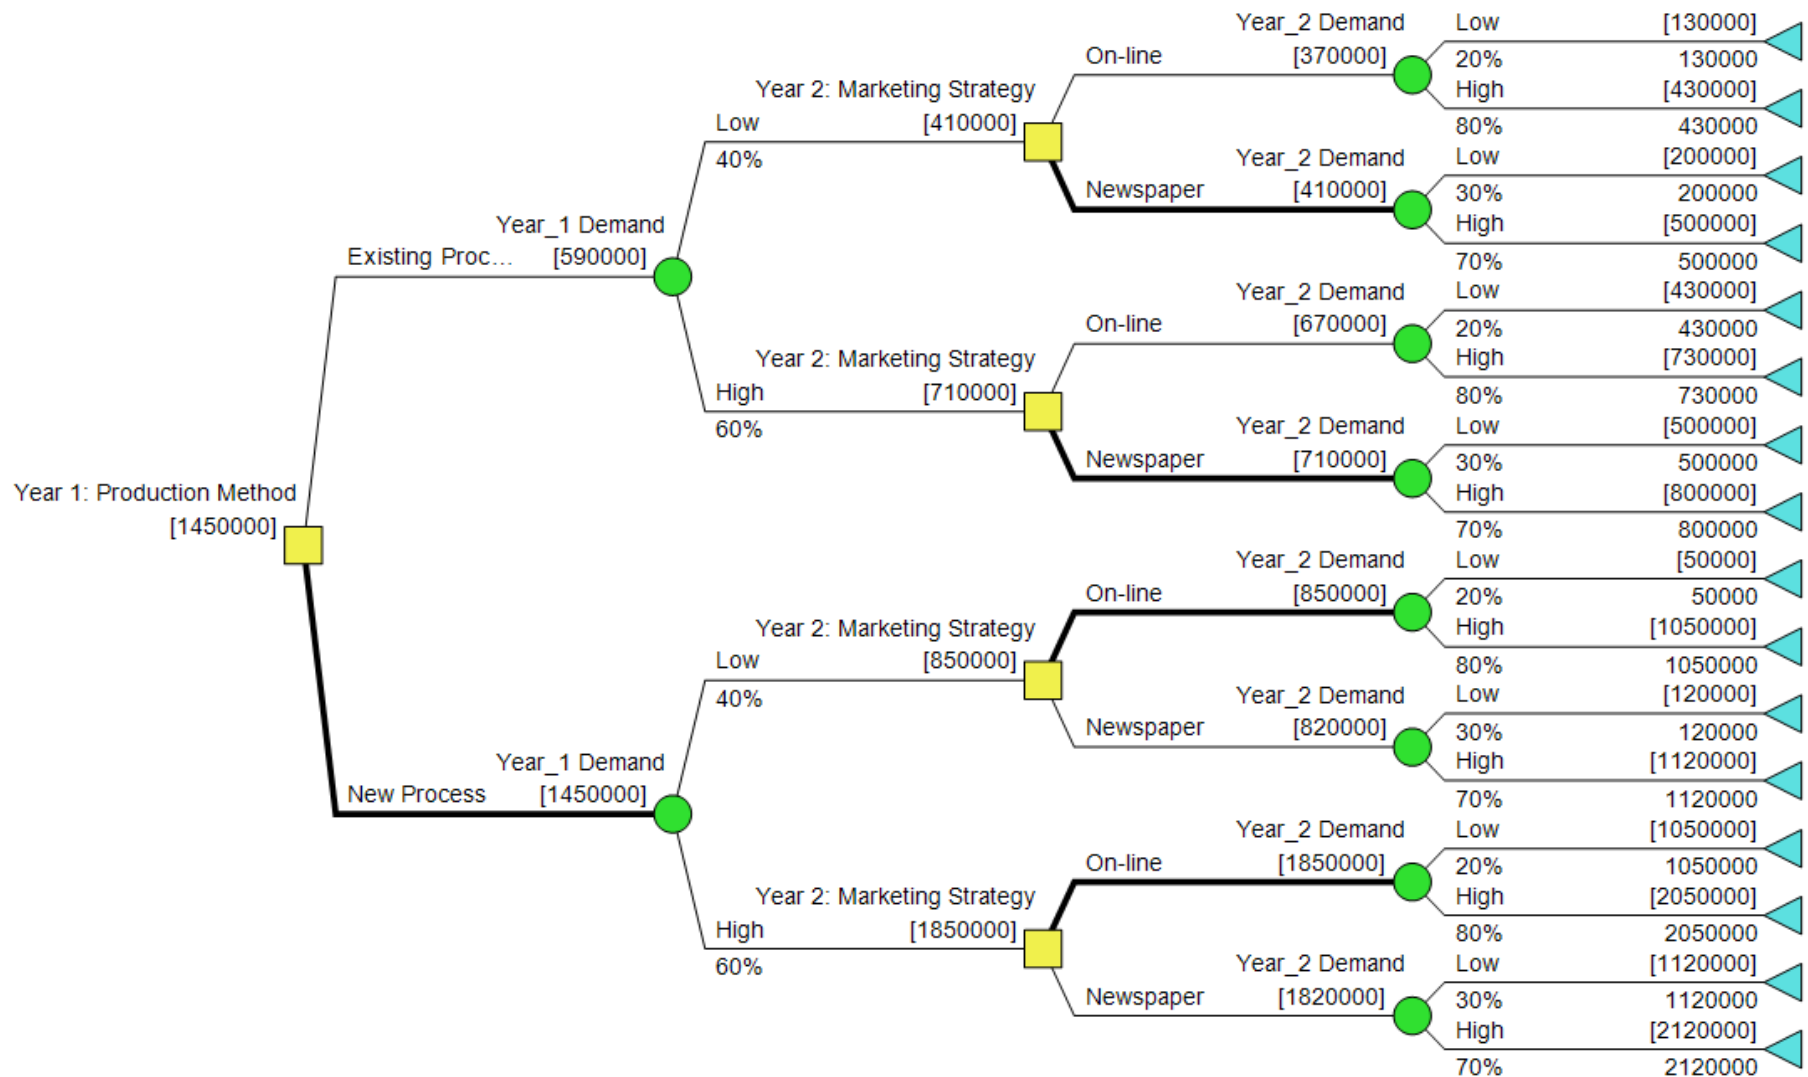 Year 1: Production Method
[1450000]
Existing Proc...
Year_1 Demand
[590000]
Low
40%
Year 2: Marketing Strategy
[410000]
On-line
Year_2 Demand
[370000]
Low [130000]
20% 130000
High [430000]
80% 430000
Newspaper
Year_2 Demand
[410000]
Low [200000]
30% 200000
High [500000]
70% 500000
High
60%
Year 2: Marketing Strategy
[710000]
On-line
Year_2 Demand
[670000]
Low [430000]
20% 430000
High [730000]
80% 730000
Newspaper
Year_2 Demand
[710000]
Low [500000]
30% 500000
High [800000]
70% 800000
New Process
Year_1 Demand
[1450000]
Low
40%
Year 2: Marketing Strategy
[850000]
On-line
Year_2 Demand
[850000]
Low [50000]
20% 50000
High [1050000]
80% 1050000
Newspaper
Year_2 Demand
[820000]
Low [120000]
30% 120000
High [1120000]
70% 1120000
High
60%
Year 2: Marketing Strategy
[1850000]
On-line
Year_2 Demand
[1850000]
Low [1050000]
20% 1050000
High [2050000]
80% 2050000
Newspaper
Year_2 Demand
[1820000]
Low [1120000]
30% 1120000
High [2120000]
70% 2120000